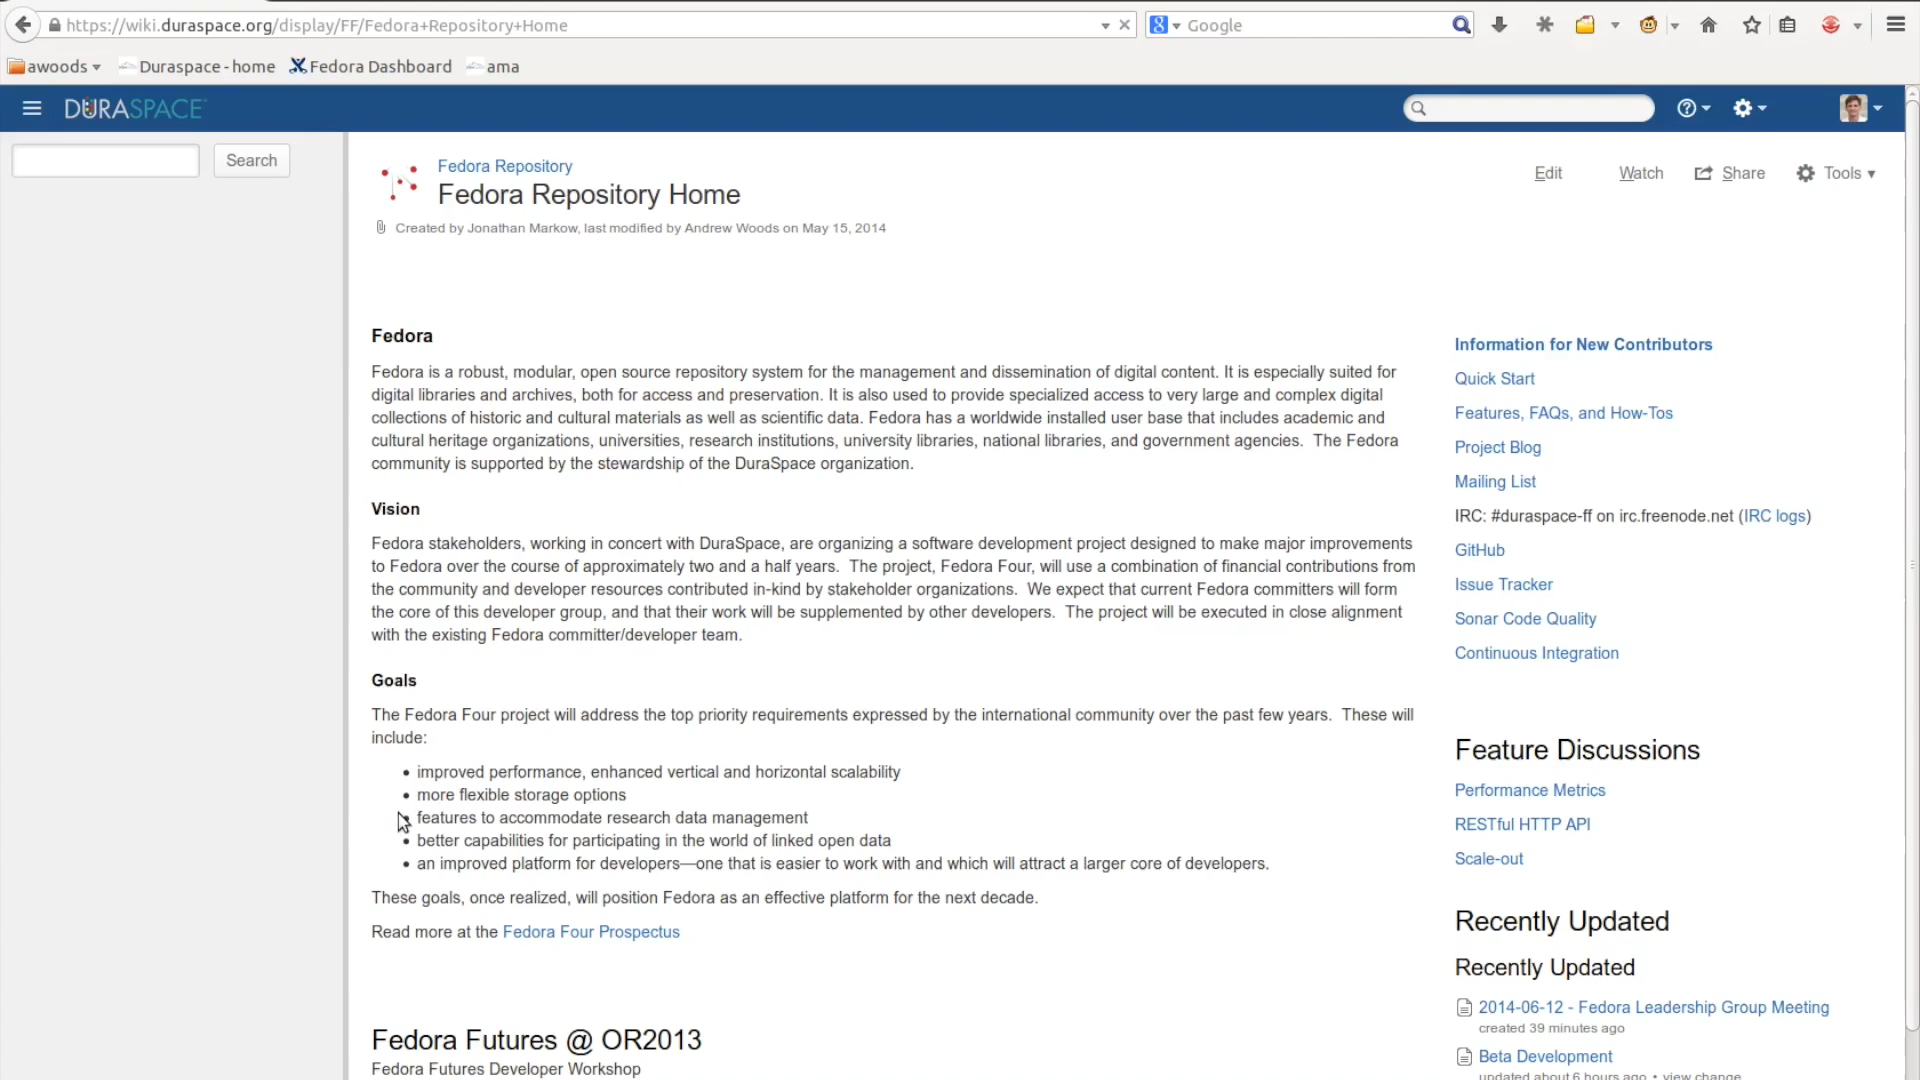 https://wiki.duraspace.org/display/FF/Fedora+Repository+Home
Google
awoods
Duraspace - home
Fedora Dashboard
ama
DURASPACE
Search
Fedora Repository
Fedora Repository Home
Created by Jonathan Markow, last modified by Andrew Woods on May 15, 2014
Edit
Watch
Share
Tools
Fedora
Fedora is a robust, modular, open source repository system for the management and dissemination of digital content. It is especially suited for
digital libraries and archives, both for access and preservation. It is also used to provide specialized access to very large and complex digital
collections of historic and cultural materials as well as scientific data. Fedora has a worldwide installed user base that includes academic and
cultural heritage organizations, universities, research institutions, university libraries, national libraries, and government agencies. The Fedora
community is supported by the stewardship of the DuraSpace organization.
Vision
Fedora stakeholders, working in concert with DuraSpace, are organizing a software development project designed to make major improvements
to Fedora over the course of approximately two and a half years. The project, Fedora Four, will use a combination of financial contributions from
the community and developer resources contributed in-kind by stakeholder organizations. We expect that current Fedora committers will form
the core of this developer group, and that their work will be supplemented by other developers. The project will be executed in close alignment
with the existing Fedora committer/developer team.
Goals
The Fedora Four project will address the top priority requirements expressed by the international community over the past few years. These will
include:
• improved performance, enhanced vertical and horizontal scalability
• more flexible storage options
• features to accommodate research data management
• better capabilities for participating in the world of linked open data
• an improved platform for developers—one that is easier to work with and which will attract a larger core of developers.
These goals, once realized, will position Fedora as an effective platform for the next decade.
Read more at the Fedora Four Prospectus
Fedora Futures @ OR2013
Fedora Futures Developer Workshop
Information for New Contributors
Quick Start
Features, FAQs, and How-Tos
Project Blog
Mailing List
IRC: #duraspace-ff on irc.freenode.net (IRC logs)
GitHub
Issue Tracker
Sonar Code Quality
Continuous Integration
Feature Discussions
Performance Metrics
RESTful HTTP API
Scale-out
Recently Updated
Recently Updated
2014-06-12 - Fedora Leadership Group Meeting
created 39 minutes ago
Beta Development
updated about 6 hours ago • view change